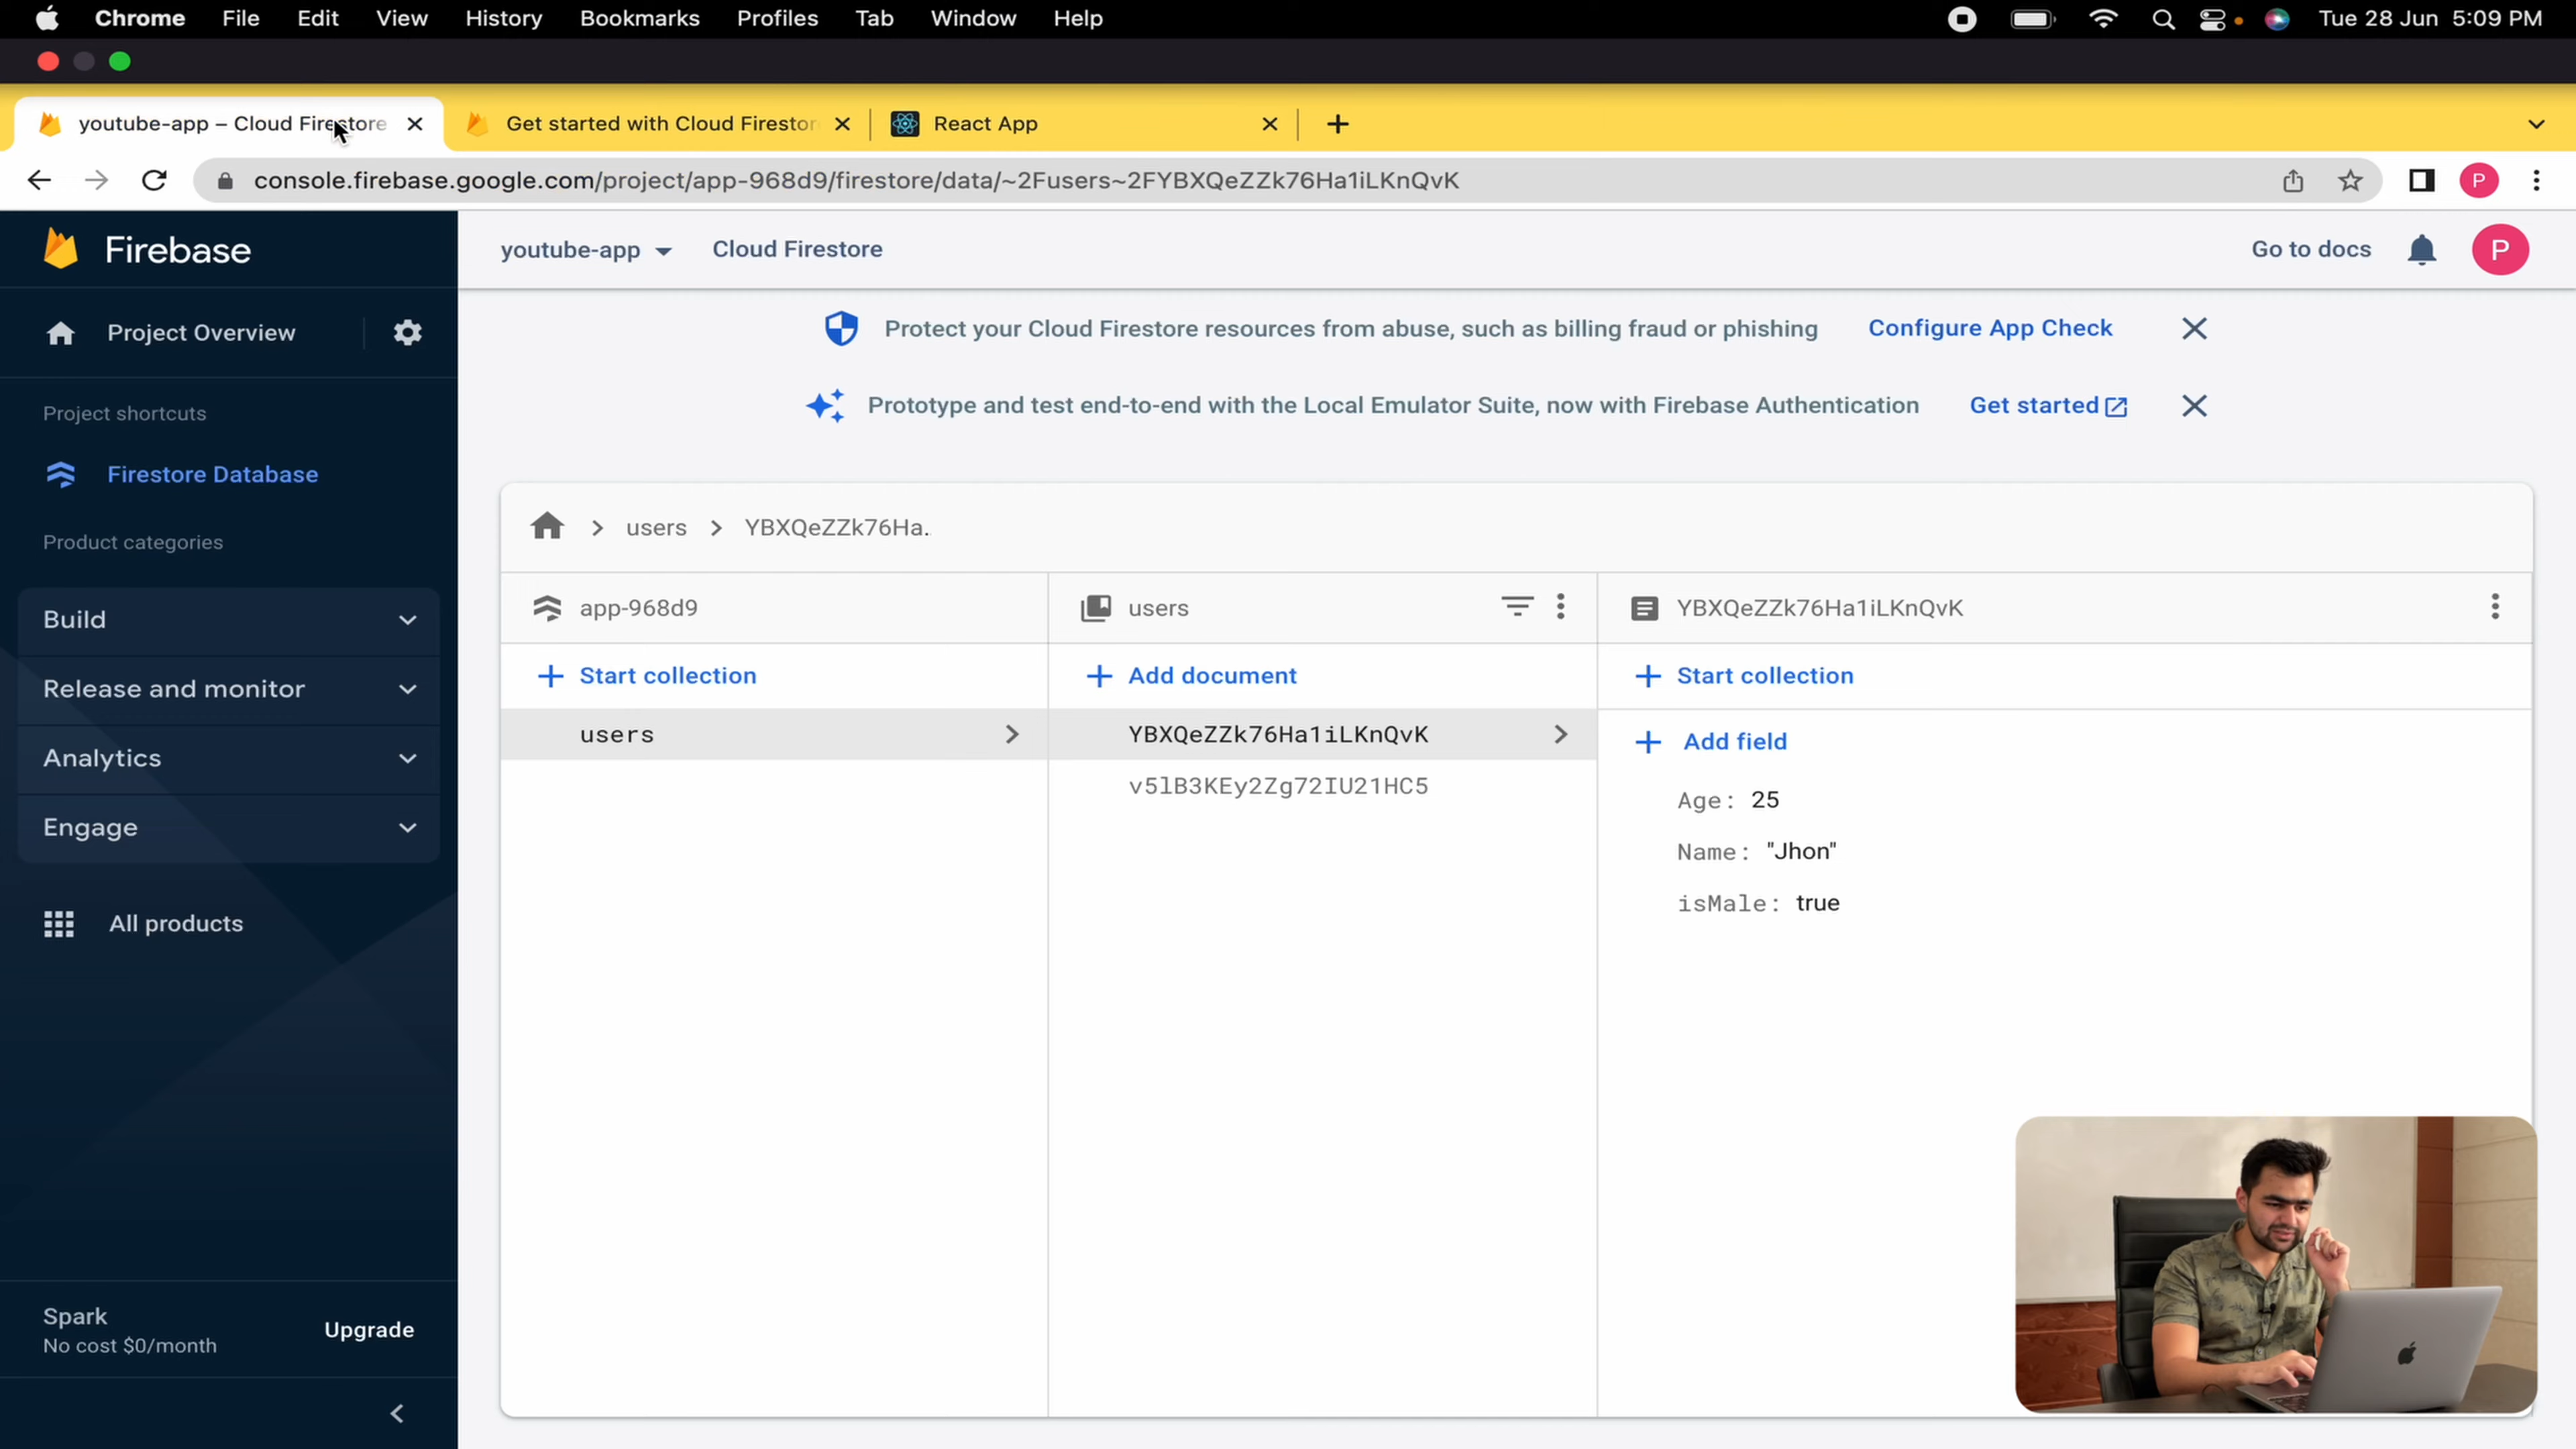 Chrome File Edit View History Bookmarks Profiles Tab Window Help Tue 28 Jun 5:09 PM
youtube-app – Cloud Firestore Get started with Cloud Firestor React App
console.firebase.google.com/project/app-968d9/firestore/data/~2Fusers~2FYBXQeZZk76Ha1iLKnQvK P
Firebase
youtube-app Cloud Firestore Go to docs P
Project Overview
Protect your Cloud Firestore resources from abuse, such as billing fraud or phishing Configure App Check
Prototype and test end-to-end with the Local Emulator Suite, now with Firebase Authentication Get started
Project shortcuts
Firestore Database
Product categories
Build
Release and monitor
Analytics
Engage
All products
Spark
No cost $0/month
Upgrade
users YBXQeZZk76Ha.
app-968d9 users YBXQeZZk76Ha1iLKnQvK
Start collection Add document Start collection
users YBXQeZZk76Ha1iLKnQvK Add field
v5lB3KEy2Zg72IU21HC5
Age: 25
Name: "Jhon"
isMale: true